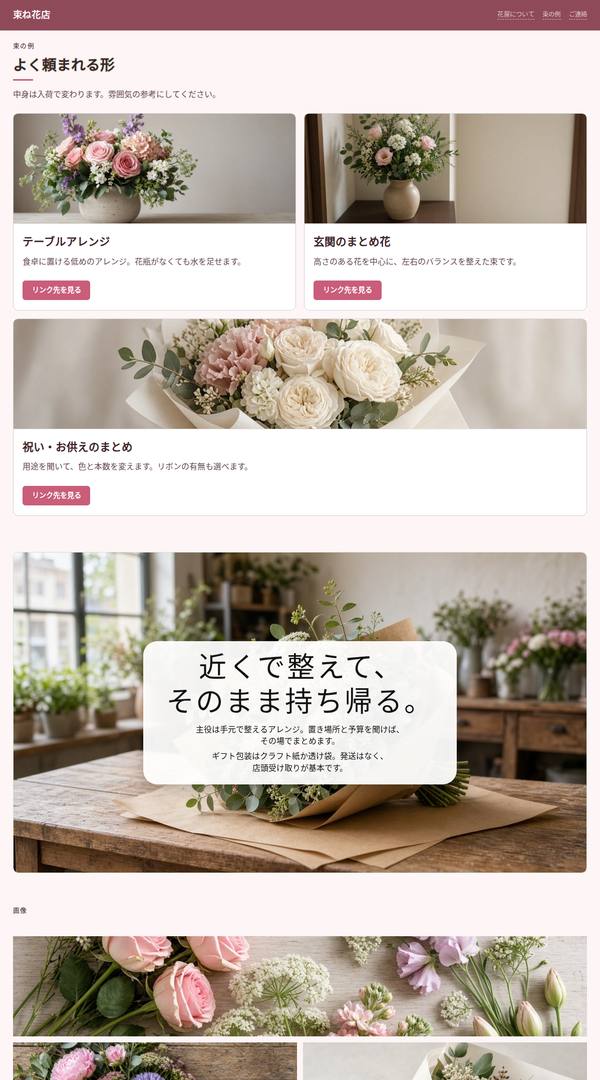 束ね花店
花屋について 束の例 ご連絡
束の例
よく頼まれる形
中身は入荷で変わります。雰囲気の参考にしてください。
テーブルアレンジ
食卓に置ける低めのアレンジ。花瓶がなくても水を足せます。
リンク先を見る
玄関のまとめ花
高さのある花を中心に、左右のバランスを整えた束です。
リンク先を見る
祝い・お供えのまとめ
用途を聞いて、色と本数を変えます。リボンの有無も選べます。
リンク先を見る
近くで整えて、
そのまま持ち帰る。
主役は手元で整えるアレンジ。置き場所と予算を聞けば、
その場でまとめます。
ギフト包装はクラフト紙か透け袋。発送はなく、
店頭受け取りが基本です。
画像